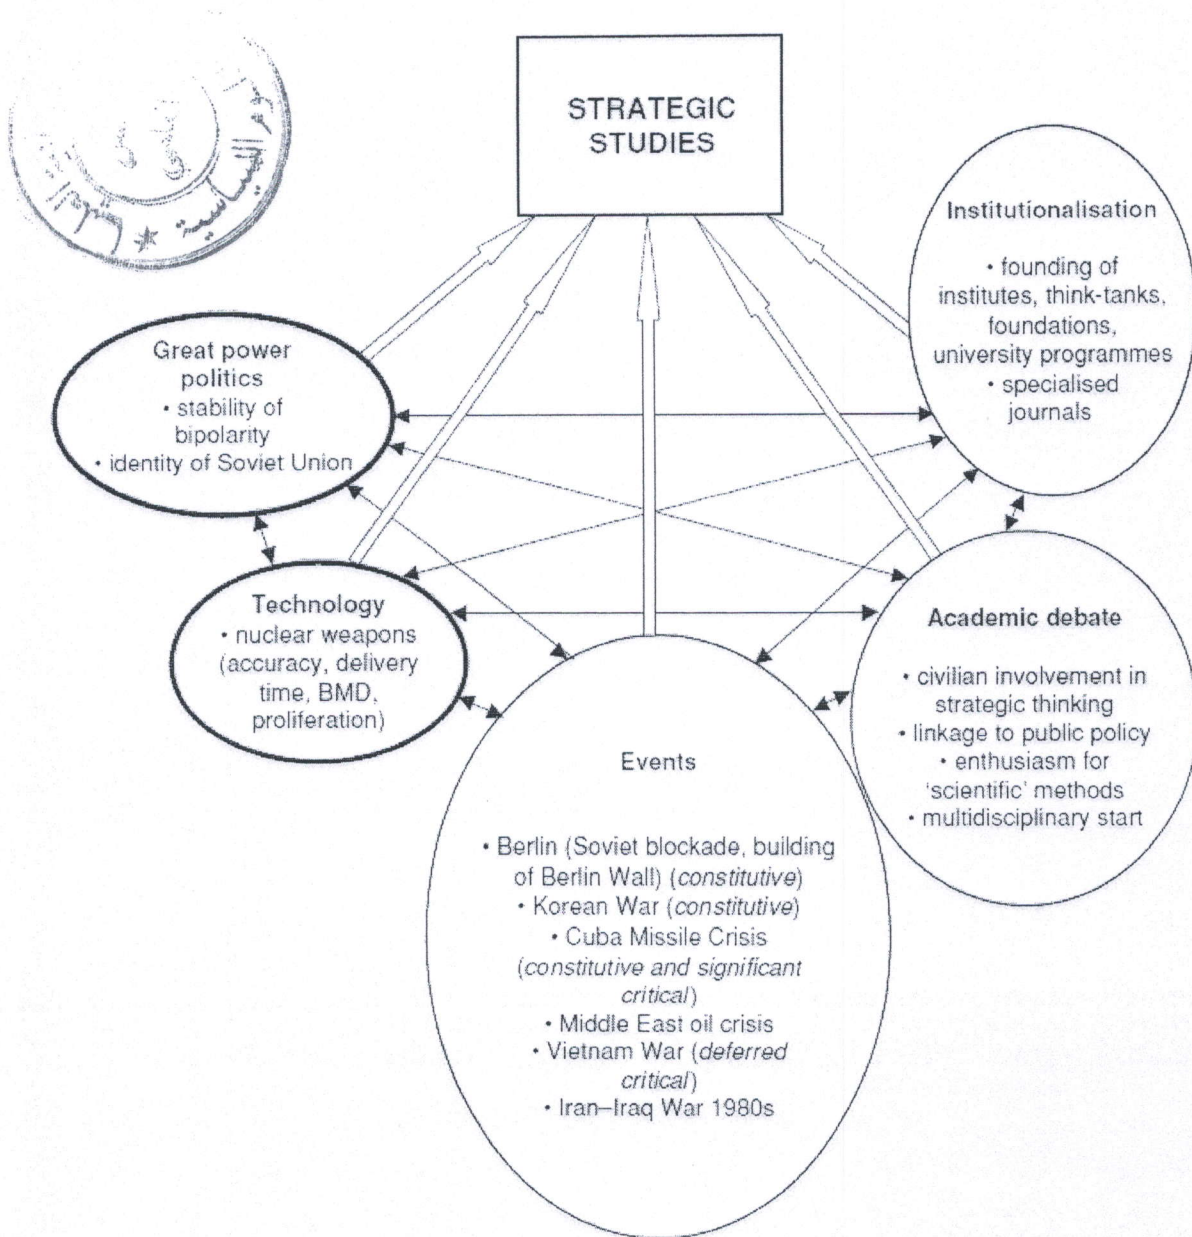 STRATEGIC
STUDIES
Institutionalisation
• founding of
institutes, think-tanks,
foundations,
university programmes
• specialised
journals
Great power
politics
• stability of
bipolarity
• identity of Soviet Union
Technology
• nuclear weapons
(accuracy, delivery
time, BMD,
proliferation)
Academic debate
• civilian involvement in
strategic thinking
• linkage to public policy
• enthusiasm for
‘scientific’ methods
• multidisciplinary start
Events
• Berlin (Soviet blockade, building
of Berlin Wall) (constitutive)
• Korean War (constitutive)
• Cuba Missile Crisis
(constitutive and significant
critical)
• Middle East oil crisis
• Vietnam War (deferred
critical)
• Iran–Iraq War 1980s